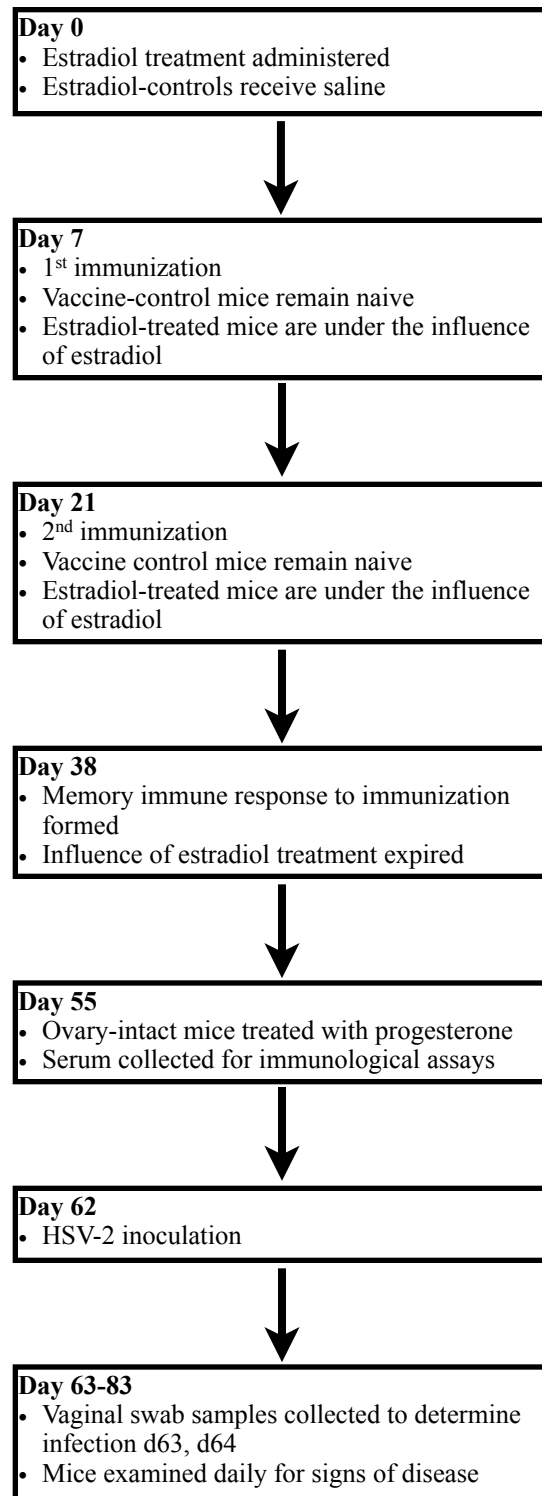 Day 0
• Estradiol treatment administered
• Estradiol-controls receive saline
Day 7
• 1st immunization
• Vaccine-control mice remain naive
• Estradiol-treated mice are under the influence
of estradiol
Day 21
• 2nd immunization
• Vaccine control mice remain naive
• Estradiol-treated mice are under the influence
of estradiol
Day 38
• Memory immune response to immunization
formed
• Influence of estradiol treatment expired
Day 55
• Ovary-intact mice treated with progesterone
• Serum collected for immunological assays
Day 62
• HSV-2 inoculation
Day 63-83
• Vaginal swab samples collected to determine
infection d63, d64
• Mice examined daily for signs of disease